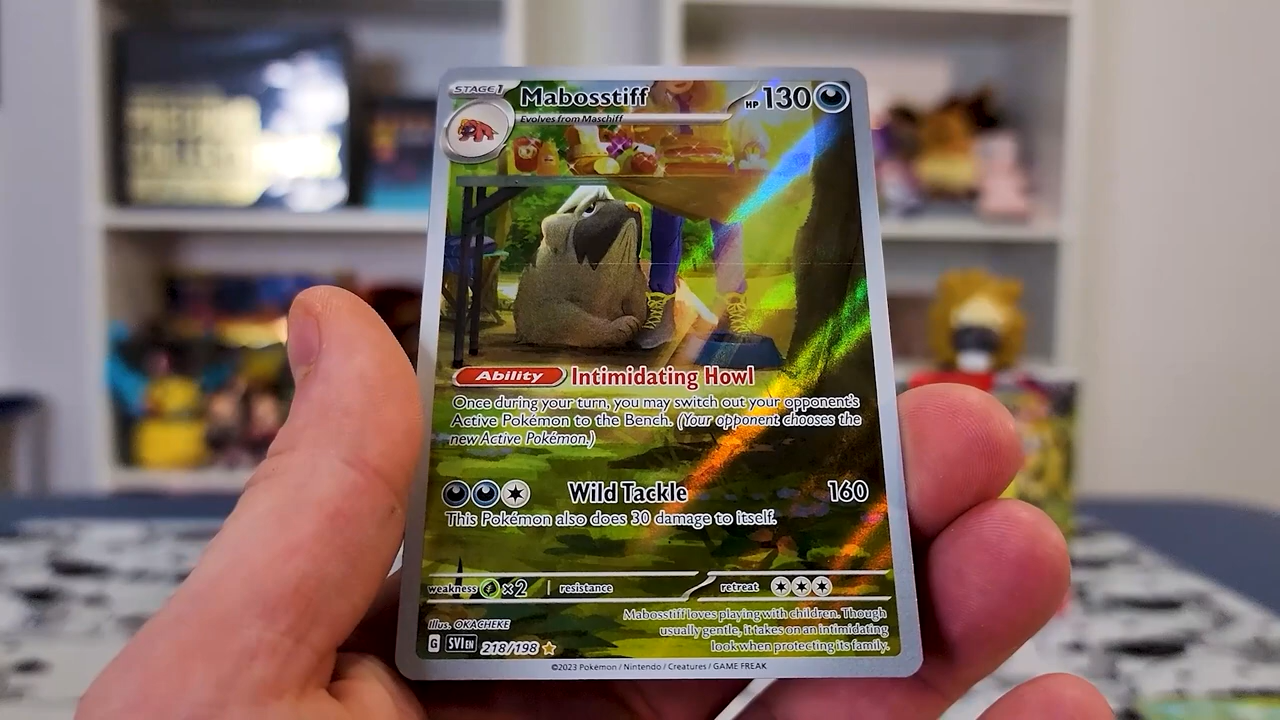 STAGE 1
Mabosstiff
HP 130
Evolves from Maschiff
Ability Intimidating Howl
Once during your turn, you may switch out your opponent's
Active Pokémon to the Bench. (Your opponent chooses the
new Active Pokémon.)
Wild Tackle 160
This Pokémon also does 30 damage to itself.
weakness ×2 resistance retreat
Mabosstiff loves playing with children. Though
usually gentle, it takes on an intimidating
look when protecting its family.
Illus. OKACHEKE
G SVI EN 218/198
©2023 Pokémon / Nintendo / Creatures / GAME FREAK